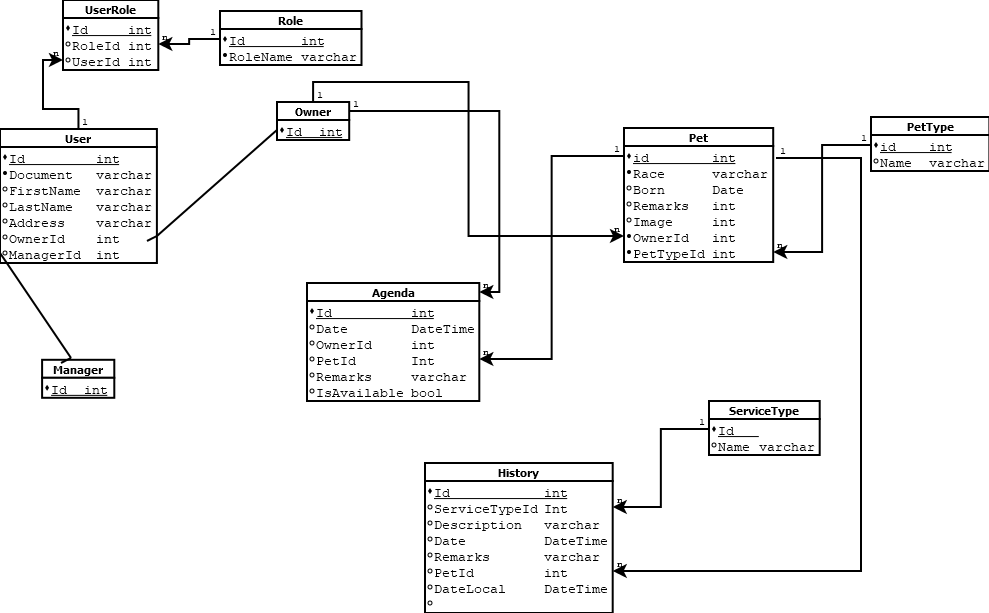 UserRole
Id int
RoleId int
UserId int
n
n
Role
Id int
RoleName varchar
1
User
Id int
Document varchar
FirstName varchar
LastName varchar
Address varchar
OwnerId int
ManagerId int
1
Owner
Id int
1
1
Pet
id int
Race varchar
Born Date
Remarks int
Image int
OwnerId int
PetTypeId int
1
1
n
n
PetType
id int
Name varchar
1
Agenda
Id int
Date DateTime
OwnerId int
PetId Int
Remarks varchar
IsAvailable bool
n
n
Manager
Id int
ServiceType
Id
Name varchar
1
History
Id int
ServiceTypeId Int
Description varchar
Date DateTime
Remarks varchar
PetId int
DateLocal DateTime
n
n